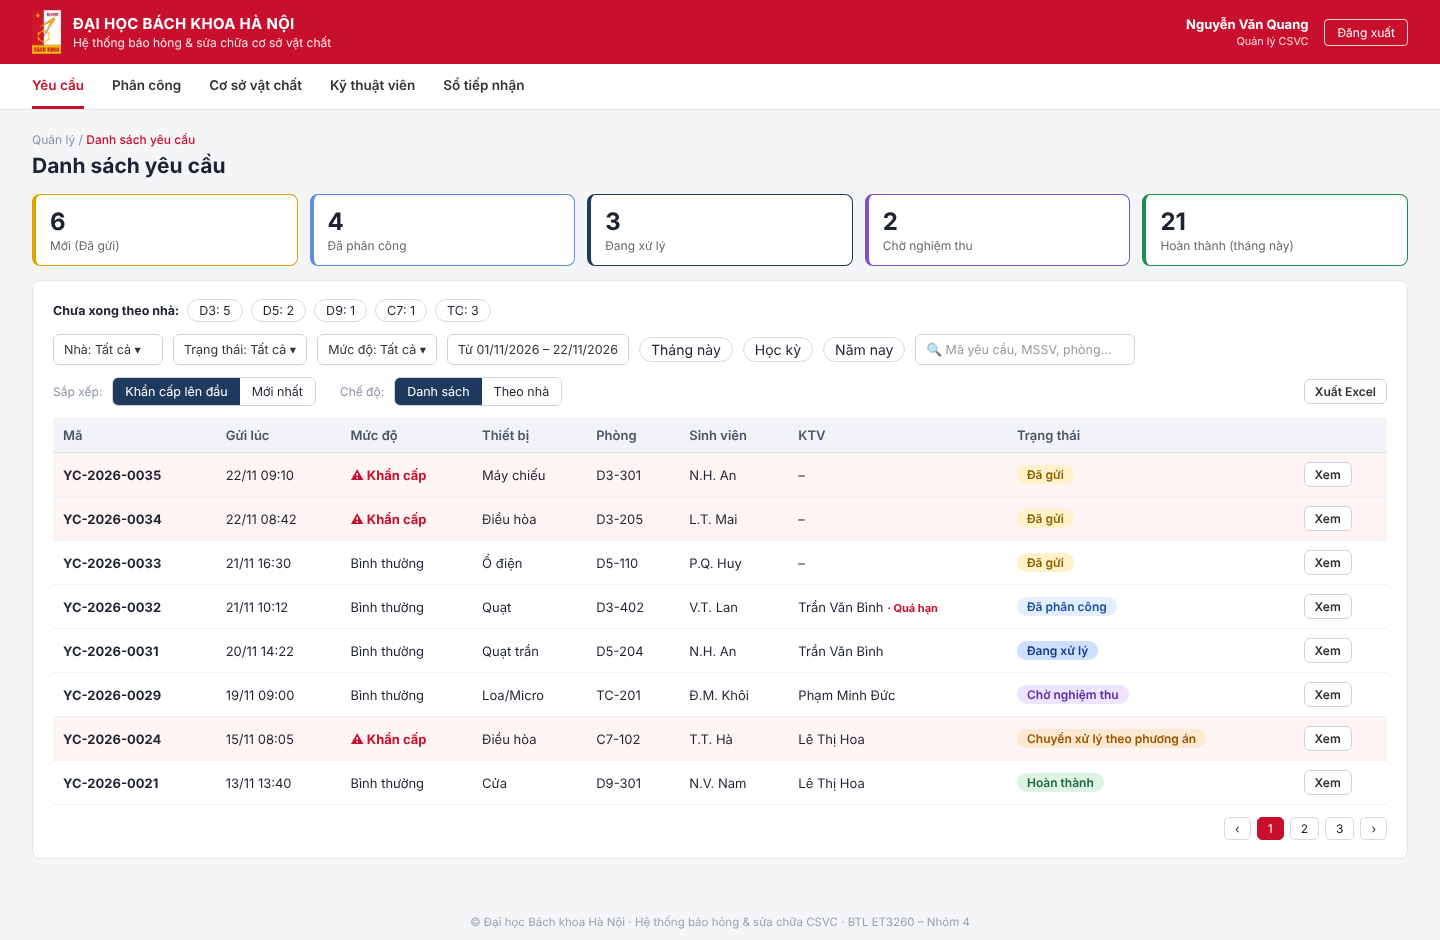 ĐẠI HỌC BÁCH KHOA HÀ NỘI
Hệ thống báo hỏng & sửa chữa cơ sở vật chất
BÁCH KHOA
Nguyễn Văn Quang
Quản lý CSVC
Đăng xuất
Yêu cầu Phân công Cơ sở vật chất Kỹ thuật viên Sổ tiếp nhận
Quản lý / Danh sách yêu cầu
Danh sách yêu cầu
6 4 3 2 21
Mới (Đã gửi) Đã phân công Đang xử lý Chờ nghiệm thu Hoàn thành (tháng này)
Chưa xong theo nhà: D3: 5 D5: 2 D9: 1 C7: 1 TC: 3
Nhà: Tất cả ▾ Trạng thái: Tất cả ▾ Mức độ: Tất cả ▾ Từ 01/11/2026 – 22/11/2026 Tháng này Học kỳ Năm nay 🔍 Mã yêu cầu, MSSV, phòng...
Sắp xếp: Khẩn cấp lên đầu Mới nhất Chế độ: Danh sách Theo nhà Xuất Excel
Mã Gửi lúc Mức độ Thiết bị Phòng Sinh viên KTV Trạng thái
YC-2026-0035 22/11 09:10 ⚠ Khẩn cấp Máy chiếu D3-301 N.H. An – Đã gửi Xem
YC-2026-0034 22/11 08:42 ⚠ Khẩn cấp Điều hòa D3-205 L.T. Mai – Đã gửi Xem
YC-2026-0033 21/11 16:30 Bình thường Ổ điện D5-110 P.Q. Huy – Đã gửi Xem
YC-2026-0032 21/11 10:12 Bình thường Quạt D3-402 V.T. Lan Trần Văn Bình · Quá hạn Đã phân công Xem
YC-2026-0031 20/11 14:22 Bình thường Quạt trần D5-204 N.H. An Trần Văn Bình Đang xử lý Xem
YC-2026-0029 19/11 09:00 Bình thường Loa/Micro TC-201 Đ.M. Khôi Phạm Minh Đức Chờ nghiệm thu Xem
YC-2026-0024 15/11 08:05 ⚠ Khẩn cấp Điều hòa C7-102 T.T. Hà Lê Thị Hoa Chuyển xử lý theo phương án Xem
YC-2026-0021 13/11 13:40 Bình thường Cửa D9-301 N.V. Nam Lê Thị Hoa Hoàn thành Xem
‹ 1 2 3 ›
© Đại học Bách khoa Hà Nội · Hệ thống báo hỏng & sửa chữa CSVC · BTL ET3260 – Nhóm 4